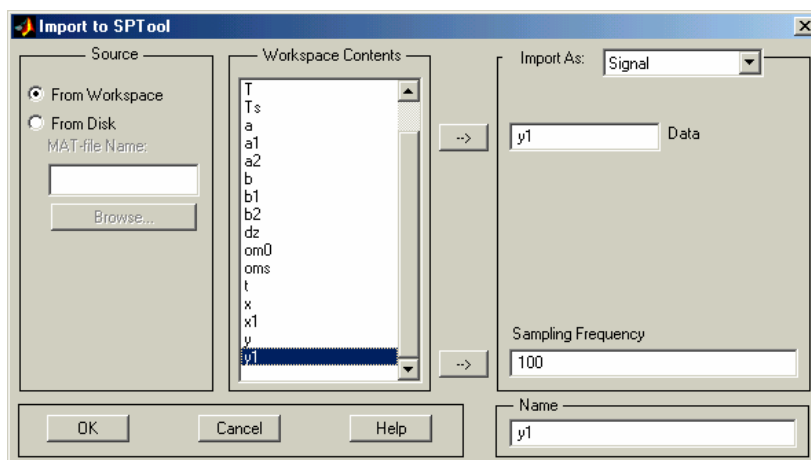 Import to SPTool
Source
From Workspace
From Disk
MAT-file Name:
Browse...
Workspace Contents
T
Ts
a
a1
a2
b
b1
b2
dz
om0
oms
t
x
x1
y
y1
-->
-->
Import As:
Signal
y1 Data
Sampling Frequency
100
OK Cancel Help
Name
y1